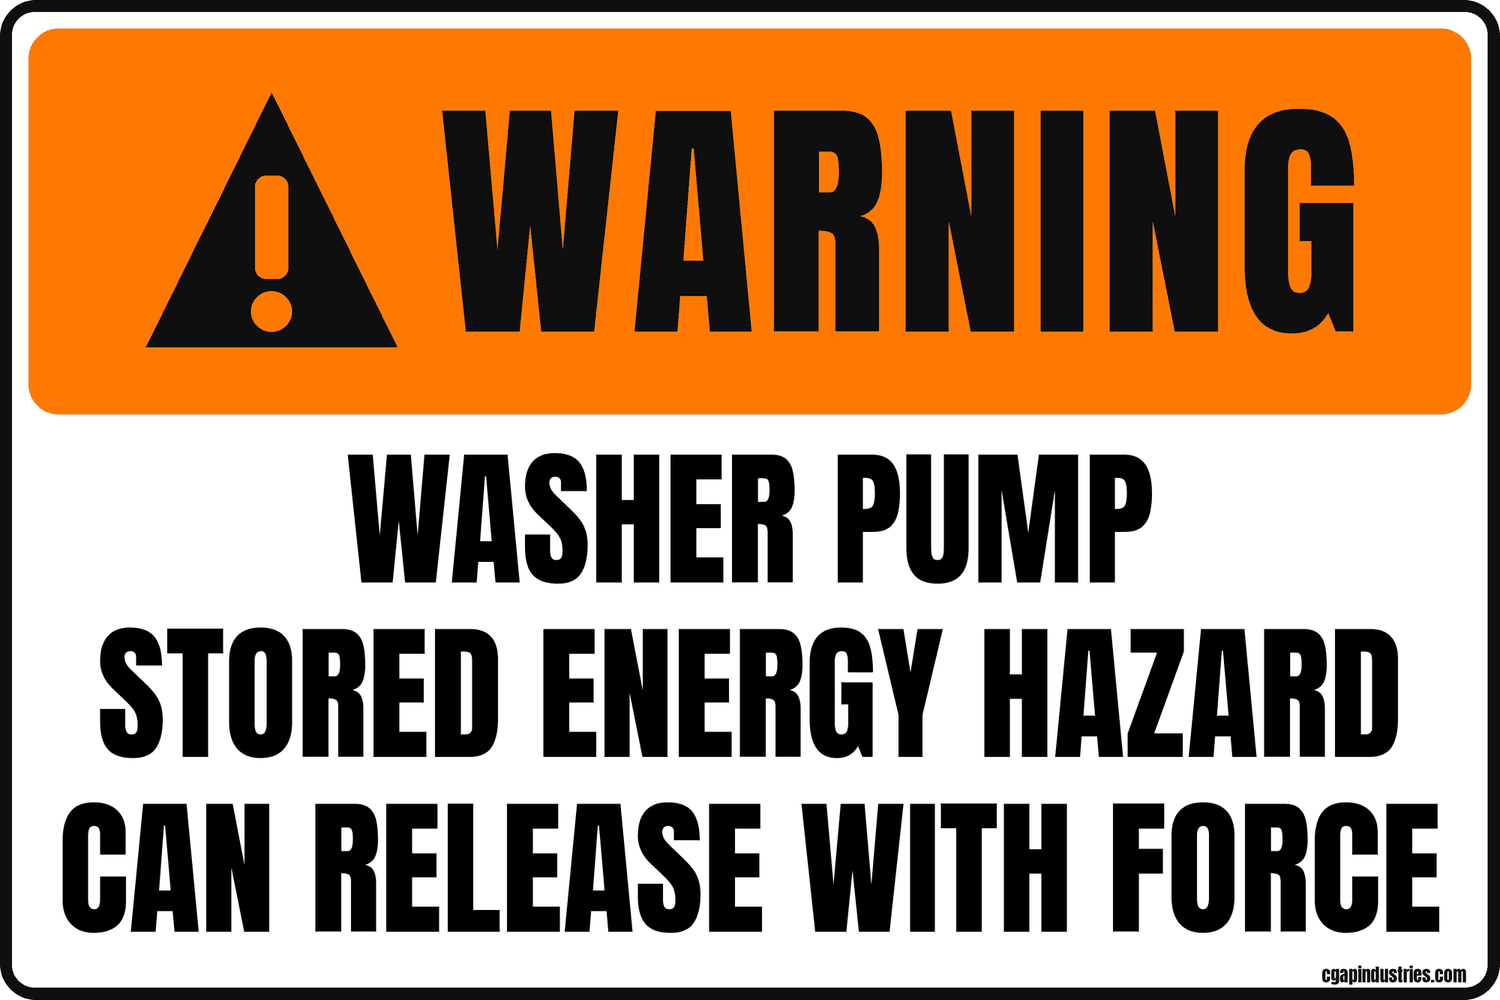 WARNING
WASHER PUMP
STORED ENERGY HAZARD
CAN RELEASE WITH FORCE
cgapindustries.com